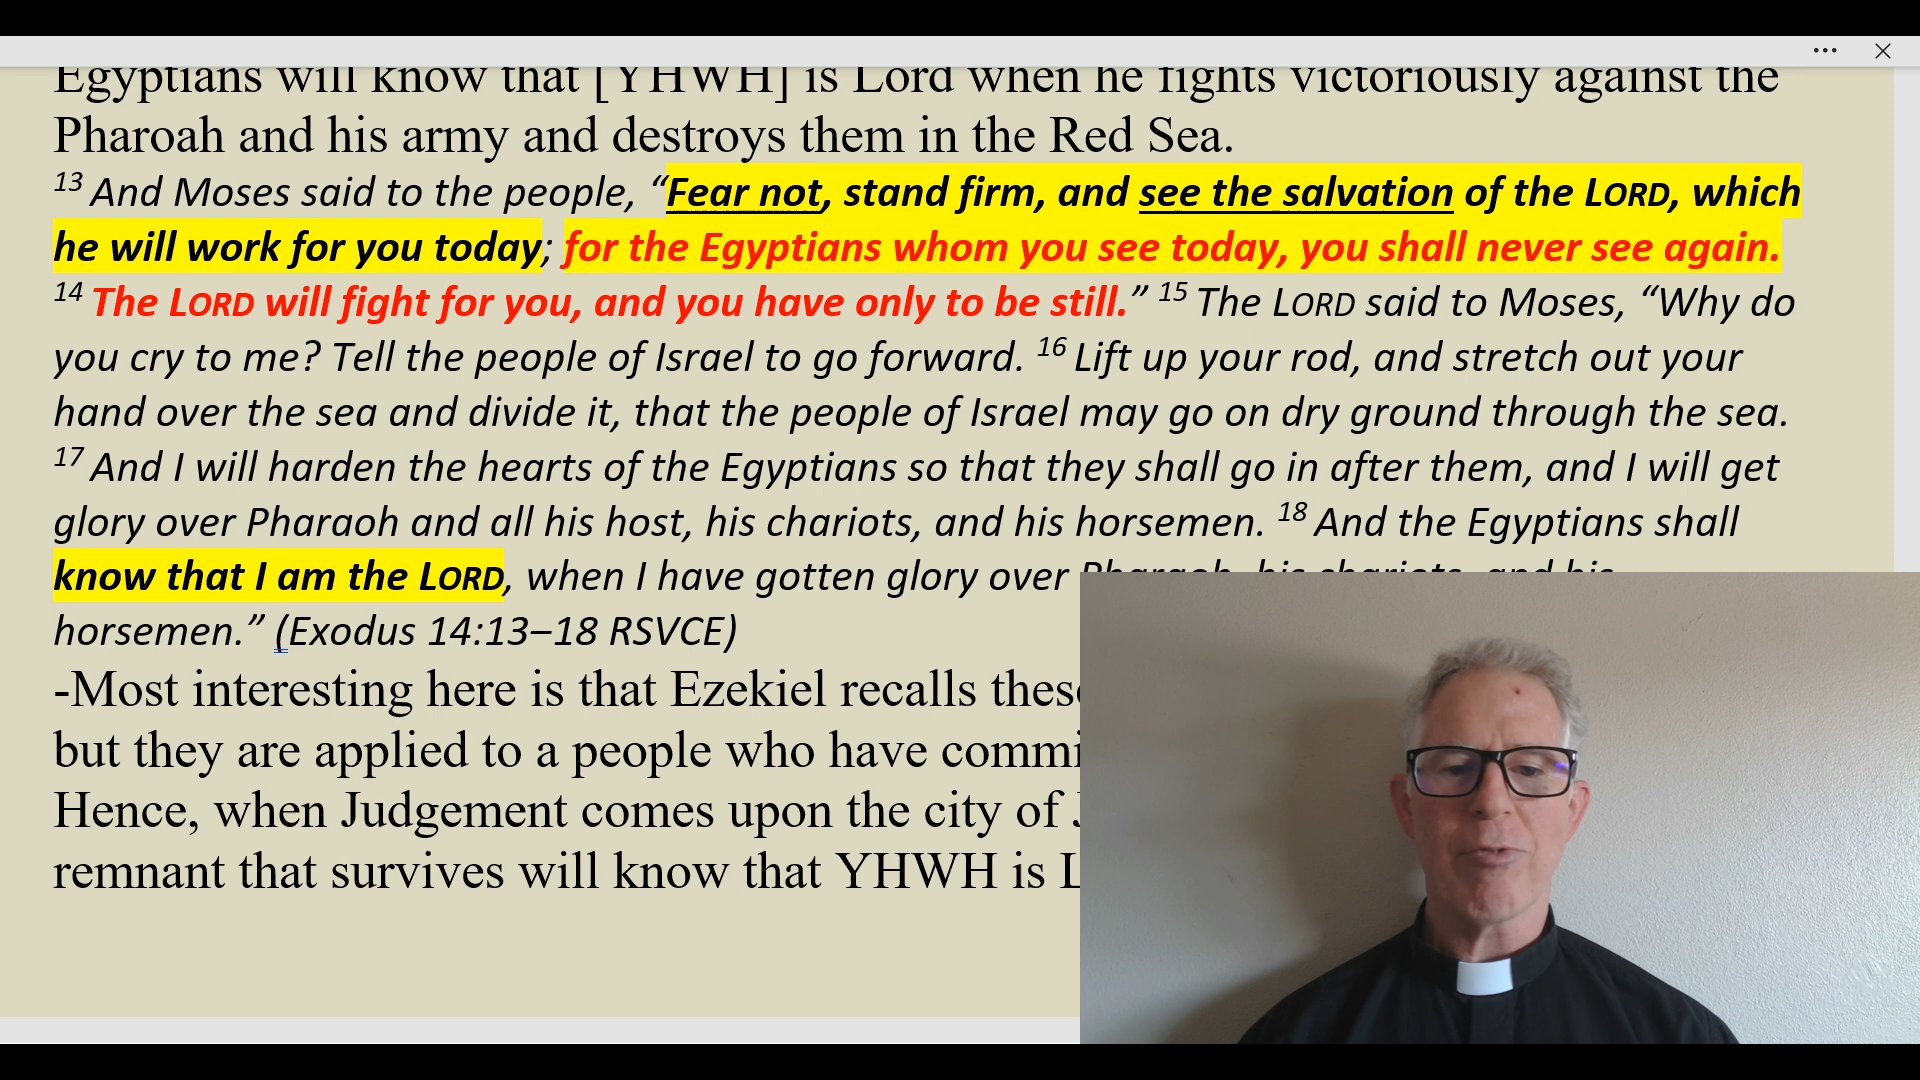 Egyptians will know that [YHWH] is Lord when he fights victoriously against the
Pharoah and his army and destroys them in the Red Sea.
13 And Moses said to the people, “Fear not, stand firm, and see the salvation of the LORD, which
he will work for you today; for the Egyptians whom you see today, you shall never see again.
14 The LORD will fight for you, and you have only to be still.” 15 The LORD said to Moses, “Why do
you cry to me? Tell the people of Israel to go forward. 16 Lift up your rod, and stretch out your
hand over the sea and divide it, that the people of Israel may go on dry ground through the sea.
17 And I will harden the hearts of the Egyptians so that they shall go in after them, and I will get
glory over Pharaoh and all his host, his chariots, and his horsemen. 18 And the Egyptians shall
know that I am the LORD, when I have gotten glory over Pharaoh, his chariots, and his
horsemen.” (Exodus 14:13–18 RSVCE)
-Most interesting here is that Ezekiel recalls these
but they are applied to a people who have
Hence, when Judgement comes upon the city of
remnant that survives will know that YHWH is